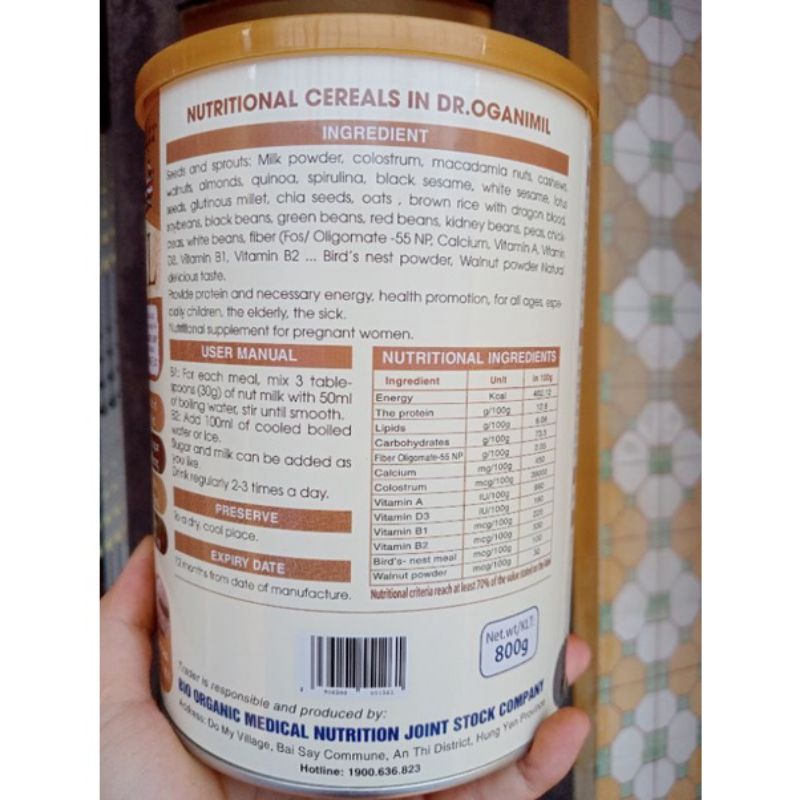 NUTRITIONAL CEREALS IN DR.OGANIMIL
INGREDIENT
Seeds and sprouts: Milk powder, colostrum, macadamia nuts, cashews,
walnuts, almonds, quinoa, spirulina, black sesame, white sesame, lotus
seeds, glutinous millet, chia seeds, oats , brown rice with dragon blood,
soybeans, black beans, green beans, red beans, kidney beans, peas, chick
peas, white beans, fiber (Fos/ Oligomate -55 NP, Calcium, Vitamin A, Vitamin
D2, Vitamin B1, Vitamin B2 ... Bird's nest powder, Walnut powder Natural
delicious taste.
Provide protein and necessary energy, health promotion, for all ages, espe-
cially children, the elderly, the sick.
Nutritional supplement for pregnant women.
USER MANUAL
B1: For each meal, mix 3 table-
spoons (30g) of nut milk with 50ml
of boiling water, stir until smooth.
B2: Add 100ml of cooled boiled
water or ice.
Sugar and milk can be added as
you like.
Drink regularly 2-3 times a day.
PRESERVE
To a dry, cool place.
EXPIRY DATE
months from date of manufacture.
NUTRITIONAL INGREDIENTS
Ingredient Unit in 100g
Energy Kcal
The protein g/100g
Lipids g/100g
Carbohydrates g/100g
Fiber Oligomate-55 NP g/100g
Calcium mg/100g
Colostrum mcg/100g
Vitamin A IU/100g
Vitamin D3 IU/100g
Vitamin B1 mcg/100g
Vitamin B2 mcg/100g
Bird's- nest meal mcg/100g
Walnut powder mcg/100g
Nutritional criteria reach at least 70% of the value stated on the label
Net.wt/KLT:
800g
Trader is responsible and produced by:
BIO ORGANIC MEDICAL NUTRITION JOINT STOCK COMPANY
Address: Do My Village, Bai Say Commune, An Thi District, Hung Yen Province
Hotline: 1900.636.823